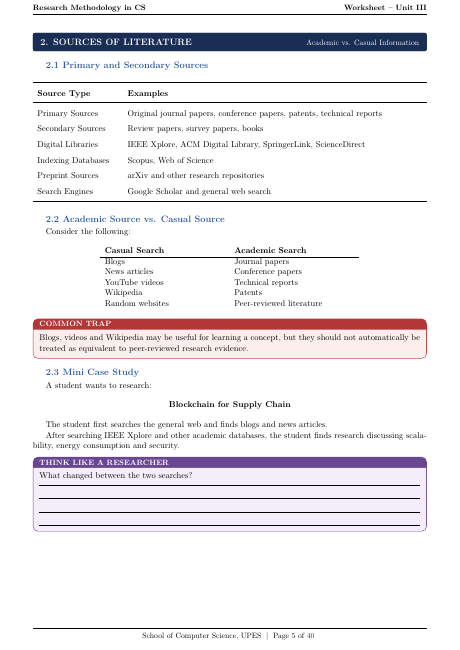 Research Methodology in CS Worksheet – Unit III
2. SOURCES OF LITERATURE Academic vs. Casual Information
2.1 Primary and Secondary Sources
Source Type Examples
Primary Sources Original journal papers, conference papers, patents, technical reports
Secondary Sources Review papers, survey papers, books
Digital Libraries IEEE Xplore, ACM Digital Library, SpringerLink, ScienceDirect
Indexing Databases Scopus, Web of Science
Preprint Sources arXiv and other research repositories
Search Engines Google Scholar and general web search
2.2 Academic Source vs. Casual Source
Consider the following:
Casual Search Academic Search
Blogs Journal papers
News articles Conference papers
YouTube videos Technical reports
Wikipedia Patents
Random websites Peer-reviewed literature
COMMON TRAP
Blogs, videos and Wikipedia may be useful for learning a concept, but they should not automatically be
treated as equivalent to peer-reviewed research evidence.
2.3 Mini Case Study
A student wants to research:
Blockchain for Supply Chain
The student first searches the general web and finds blogs and news articles.
After searching IEEE Xplore and other academic databases, the student finds research discussing scala-
bility, energy consumption and security.
THINK LIKE A RESEARCHER
What changed between the two searches?
School of Computer Science, UPES | Page 5 of 40